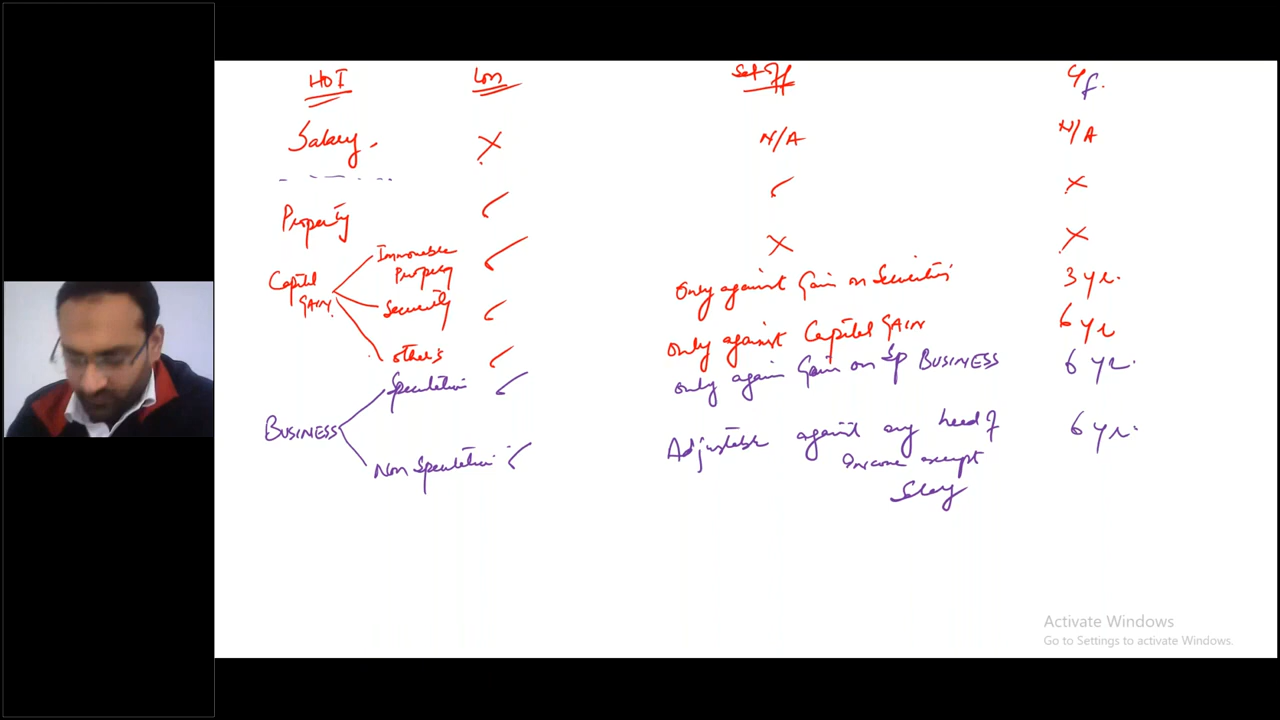 HOI Loss Set off C/f.
Salary X N/A N/A
Property ✓ ✓ X
Capital GAIN
Immovable Property ✓ X X
Security ✓ Only against Gain on Securities 3 yr.
others ✓ only against Capital GAIN 6 yr
BUSINESS
Speculation ✓ only again Gain on Sp BUSINESS 6 yr.
Non Speculation ✓ Adjustable against any head of 6 yr.
Income except
Salary
Activate Windows
Go to Settings to activate Windows.